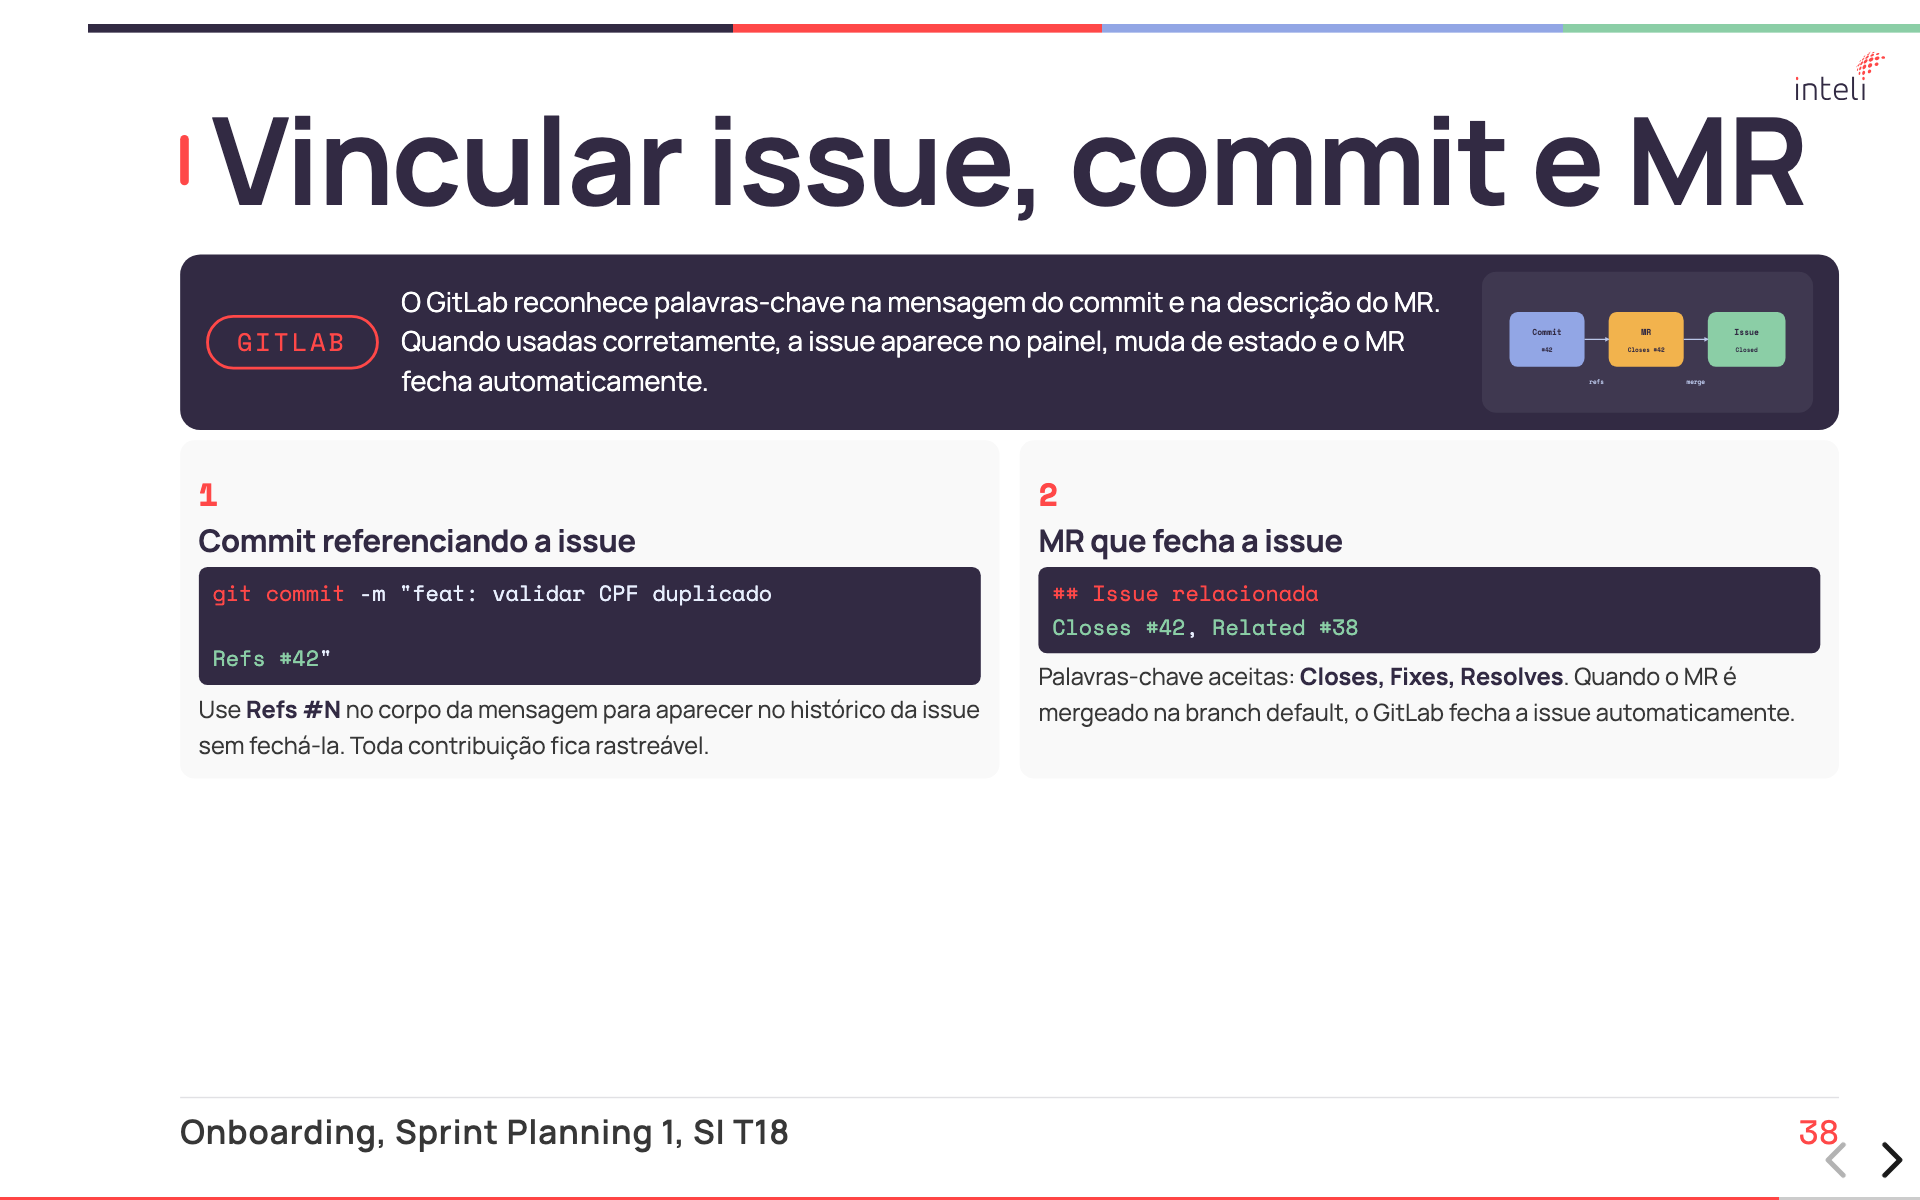 inteli
Vincular issue, commit e MR
GITLAB
O GitLab reconhece palavras-chave na mensagem do commit e na descrição do MR.
Quando usadas corretamente, a issue aparece no painel, muda de estado e o MR
fecha automaticamente.
Commit
#42
MR
Closes #42
Issue
Closed
refs
merge
1
Commit referenciando a issue
git commit -m "feat: validar CPF duplicado
Refs #42"
Use Refs #N no corpo da mensagem para aparecer no histórico da issue
sem fechá-la. Toda contribuição fica rastreável.
2
MR que fecha a issue
## Issue relacionada
Closes #42, Related #38
Palavras-chave aceitas: Closes, Fixes, Resolves. Quando o MR é
mergeado na branch default, o GitLab fecha a issue automaticamente.
Onboarding, Sprint Planning 1, SI T18
38